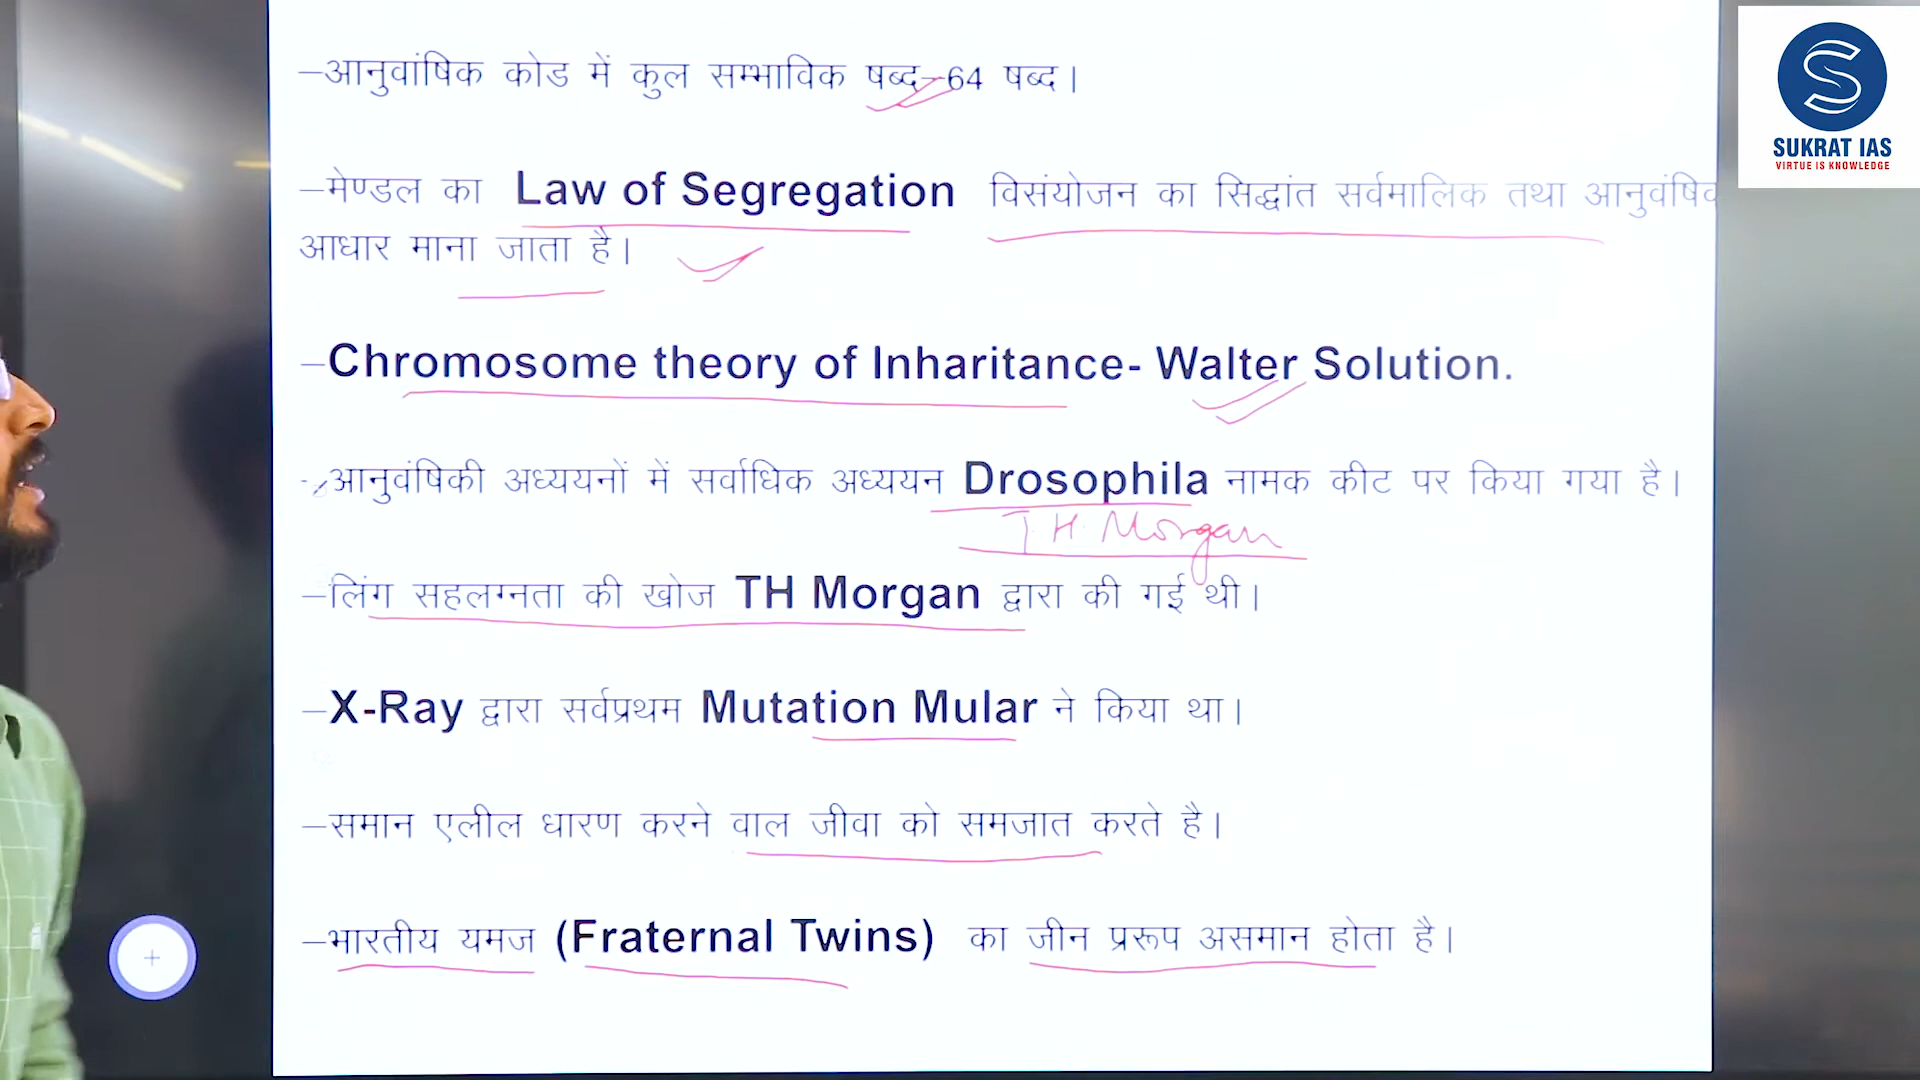 –आनुवांषिक कोड में कुल सम्भाविक षब्द–64 षब्द।
SUKRAT IAS
VIRTUE IS KNOWLEDGE
–मेण्डल का Law of Segregation विसंयोजन का सिद्धांत सर्वमालिक तथा
आधार माना जाता है।
–Chromosome theory of Inharitance- Walter Solution.
-आनुवंषिकी अध्ययनों में सर्वाधिक अध्ययन Drosophila नामक कीट पर किया गया है।
TH Morgan
–लिंग सहलग्नता की खोज TH Morgan द्वारा की गई थी।
–X-Ray द्वारा सर्वप्रथम Mutation Mular ने किया था।
–समान एलील धारण करने वाल जीवा को समजात करते है।
–भारतीय यमज (Fraternal Twins) का जीन प्ररूप असमान होता है।